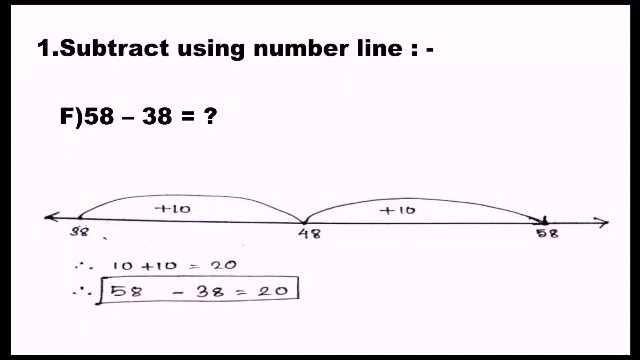 1.Subtract using number line : -
F)58 – 38 = ?
+10 +10
38 48 58
∴ 10 +10 = 20
∴ 58 - 38 = 20